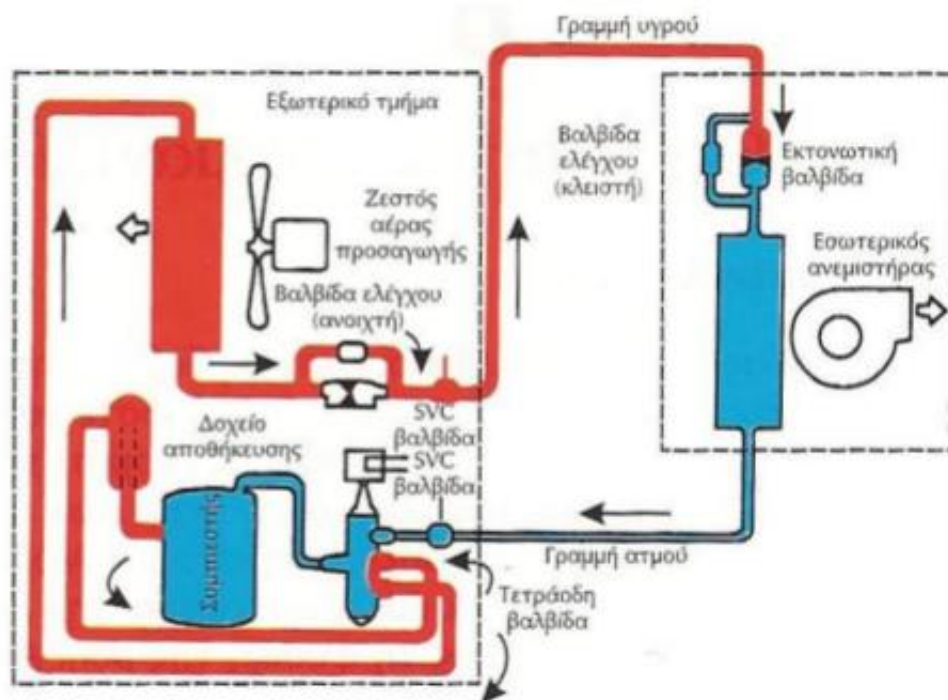 Γραμμή υγρού
Εξωτερικό τμήμα
Βαλβίδα
ελέγχου
(κλειστή)
Εκτονωτική
βαλβίδα
Ζεστός
αέρας
προσαγωγής
Εσωτερικός
ανεμιστήρας
Βαλβίδα ελέγχου
(ανοιχτή)
Δοχείο
αποθήκευσης
SVC
βαλβίδα
SVC
βαλβίδα
Συμπιεστής
Γραμμή ατμού
Τετράοδη
βαλβίδα